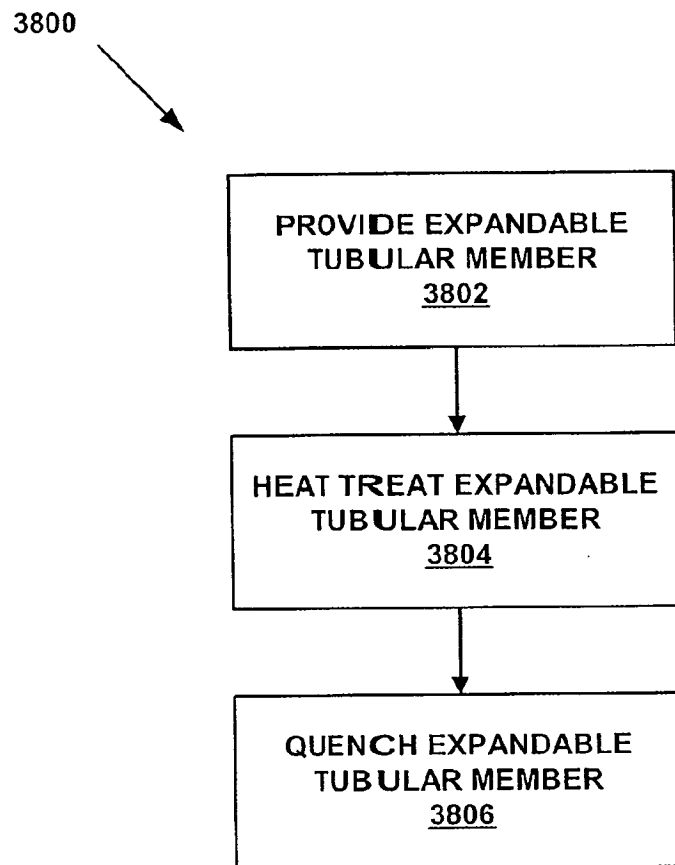 3800
PROVIDE EXPANDABLE
TUBULAR MEMBER
3802
HEAT TREAT EXPANDABLE
TUBULAR MEMBER
3804
QUENCH EXPANDABLE
TUBULAR MEMBER
3806